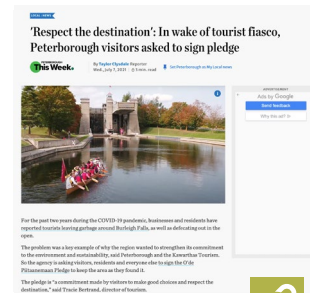 LOCAL NEWS
'Respect the destination': In wake of tourist fiasco,
Peterborough visitors asked to sign pledge
PETERBOROUGH
This Week.
By Taylor Clysdale Reporter
Wed., July 7, 2021 | 3 min. read
Set Peterborough as My Local news
ADVERTISEMENT
Ads by Google
Send feedback
Why this ad?
For the past two years during the COVID-19 pandemic, businesses and residents have
reported tourists leaving garbage around Burleigh Falls, as well as defecating out in the
open.
The problem was a key example of why the region wanted to strengthen its commitment
to the environment and sustainability, said Peterborough and the Kawarthas Tourism.
So the agency is asking visitors, residents and everyone else to sign the O'de
Piitaanemaan Pledge to keep the area as they found it.
The pledge is "a commitment made by visitors to make good choices and respect the
destination," said Tracie Bertrand, director of tourism.